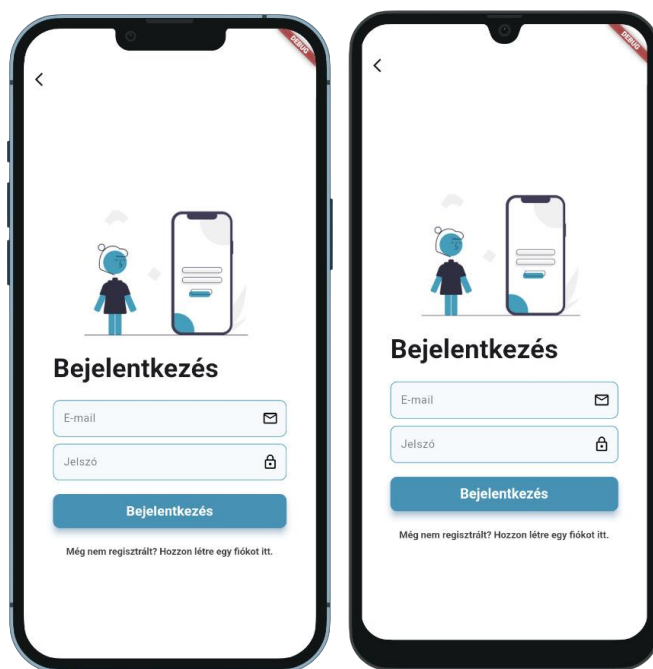 DEBUG
Bejelentkezés
E-mail
Jelszó
Bejelentkezés
Még nem regisztrált? Hozzon létre egy fiókot itt.
DEBUG
Bejelentkezés
E-mail
Jelszó
Bejelentkezés
Még nem regisztrált? Hozzon létre egy fiókot itt.